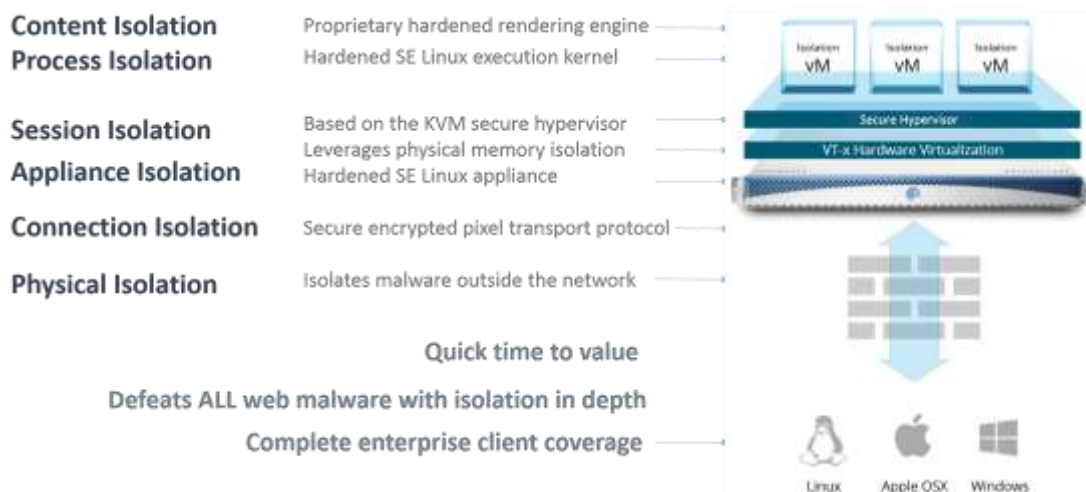 Content Isolation Proprietary hardened rendering engine
Process Isolation Hardened SE Linux execution kernel
Session Isolation Based on the KVM secure hypervisor
Leverages physical memory isolation
Appliance Isolation Hardened SE Linux appliance
Connection Isolation Secure encrypted pixel transport protocol
Physical Isolation Isolates malware outside the network
Quick time to value
Defeats ALL web malware with isolation in depth
Complete enterprise client coverage
Isolation Isolation Isolation
vM vM vM
Secure Hypervisor
VT-x Hardware Virtualization
Linux Apple OSX Windows